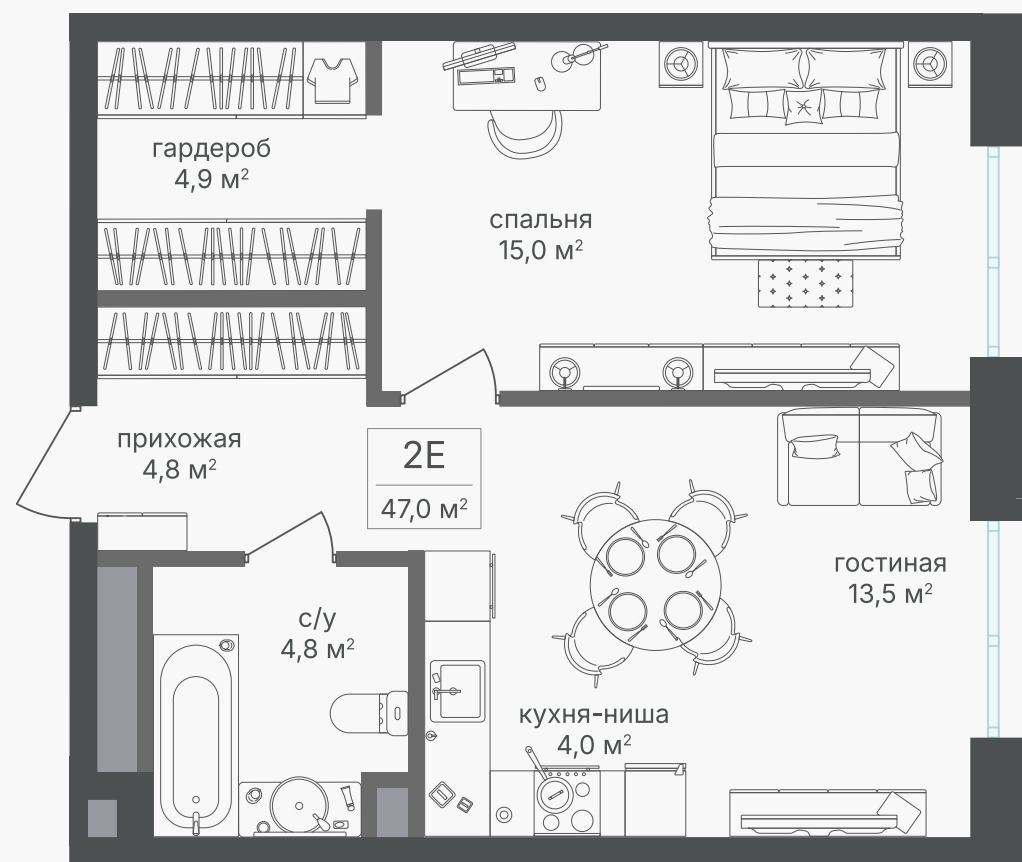 гардероб
4,9 м²
спальня
15,0 м²
прихожая
4,8 м²
2Е
47,0 м²
гостиная
13,5 м²
с/у
4,8 м²
кухня-ниша
4,0 м²